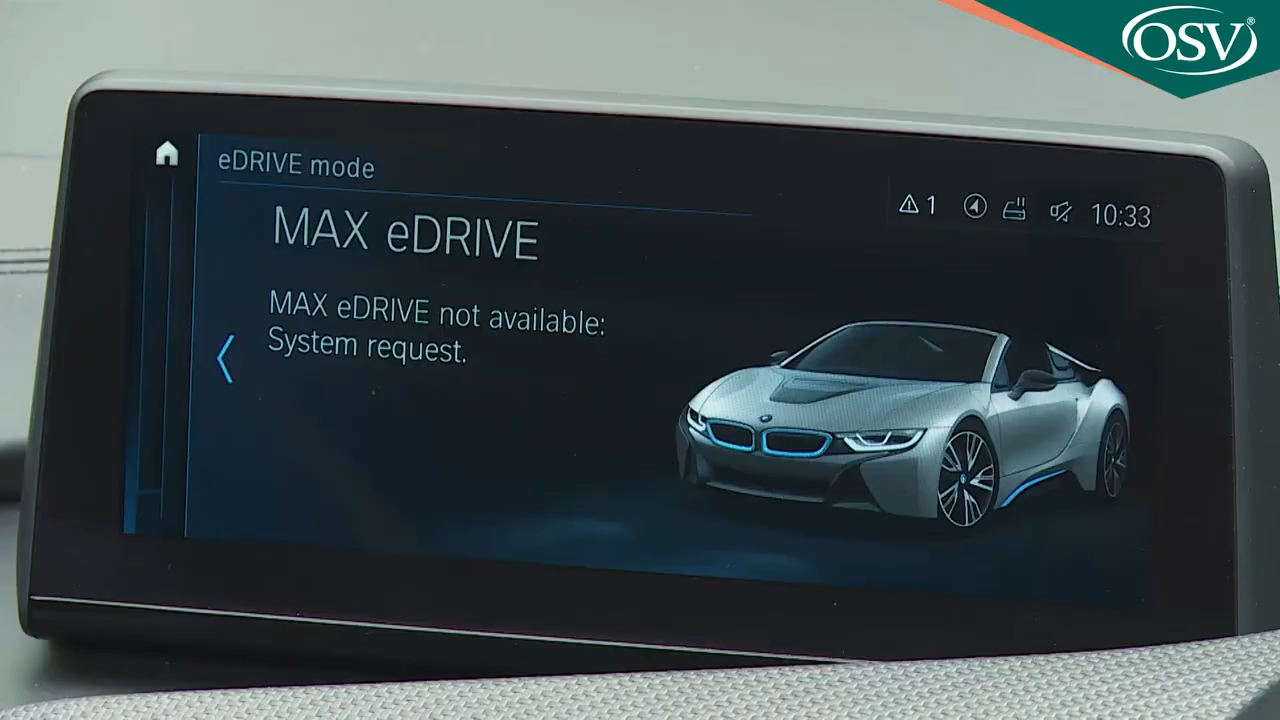 OSV®
eDRIVE mode
1 10:33
MAX eDRIVE
MAX eDRIVE not available:
System request.